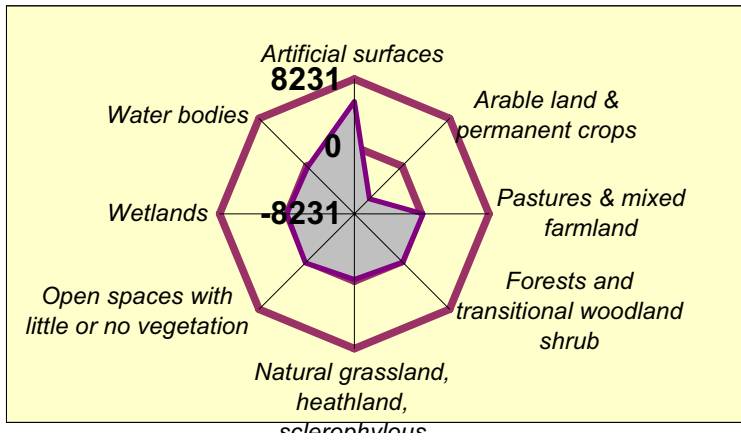 Artificial surfaces
8231
Arable land &
permanent crops
Water bodies
0
Pastures & mixed
farmland
Wetlands
-8231
Forests and
transitional woodland
shrub
Open spaces with
little or no vegetation
Natural grassland,
heathland,
sclerophylous